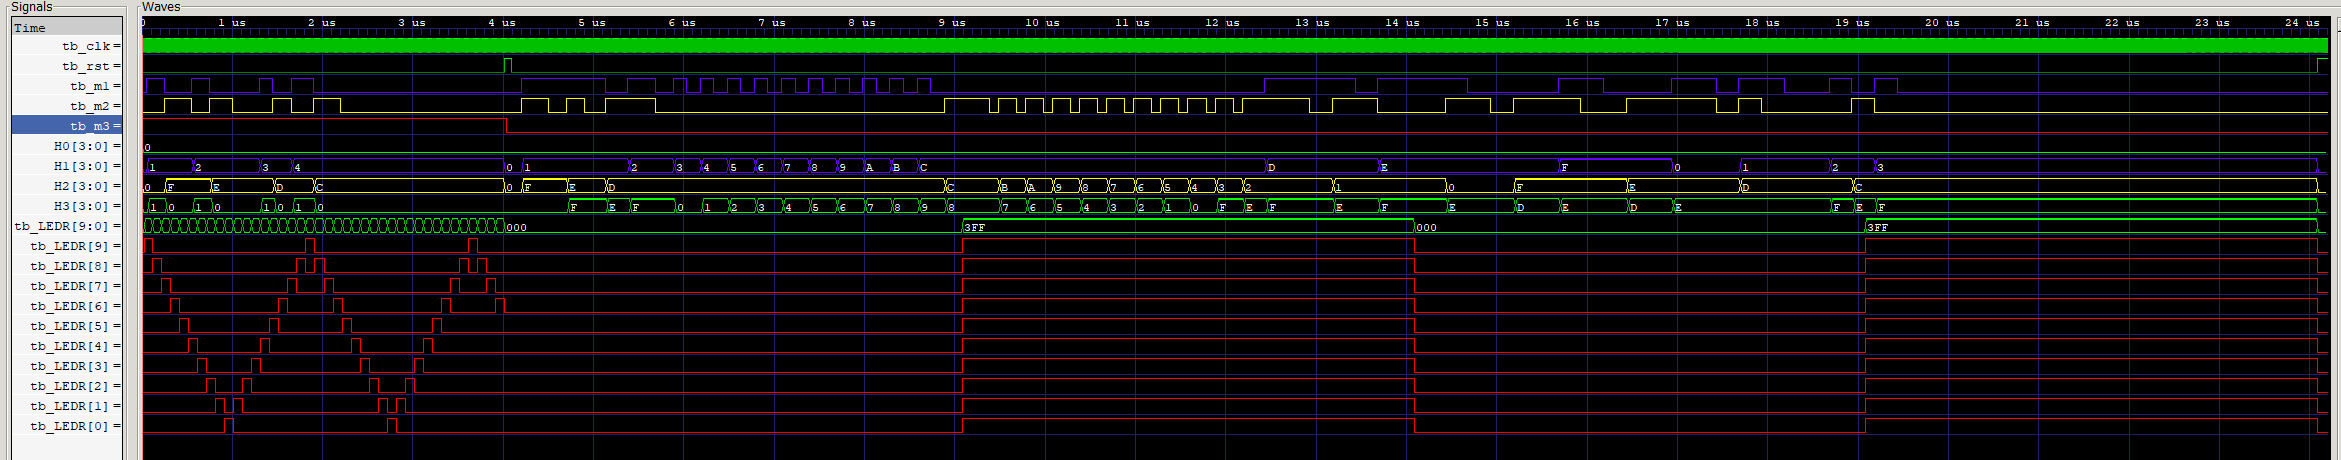 Signals
Waves
Time
0 1 us 2 us 3 us 4 us 5 us 6 us 7 us 8 us 9 us 10 us 11 us 12 us 13 us 14 us 15 us 16 us 17 us 18 us 19 us 20 us 21 us 22 us 23 us 24 us
tb_clk =
tb_rst =
tb_m1 =
tb_m2 =
tb_m3 =
H0[3:0] = 0
H1[3:0] = 1 2 3 4 0 1 2 3 4 5 6 7 8 9 A B C D E F 0 1 2 3
H2[3:0] = 0 F E D C 0 F E D C B A 9 8 7 6 5 4 3 2 1 0 F E D C
H3[3:0] = 1 0 1 0 1 0 1 0 F E F 0 1 2 3 4 5 6 7 8 9 8 7 6 5 4 3 2 1 0 F E F E F E D E D E F E F
tb_LEDR[9:0] = 000 3FF 000 3FF
tb_LEDR[9] =
tb_LEDR[8] =
tb_LEDR[7] =
tb_LEDR[6] =
tb_LEDR[5] =
tb_LEDR[4] =
tb_LEDR[3] =
tb_LEDR[2] =
tb_LEDR[1] =
tb_LEDR[0] =